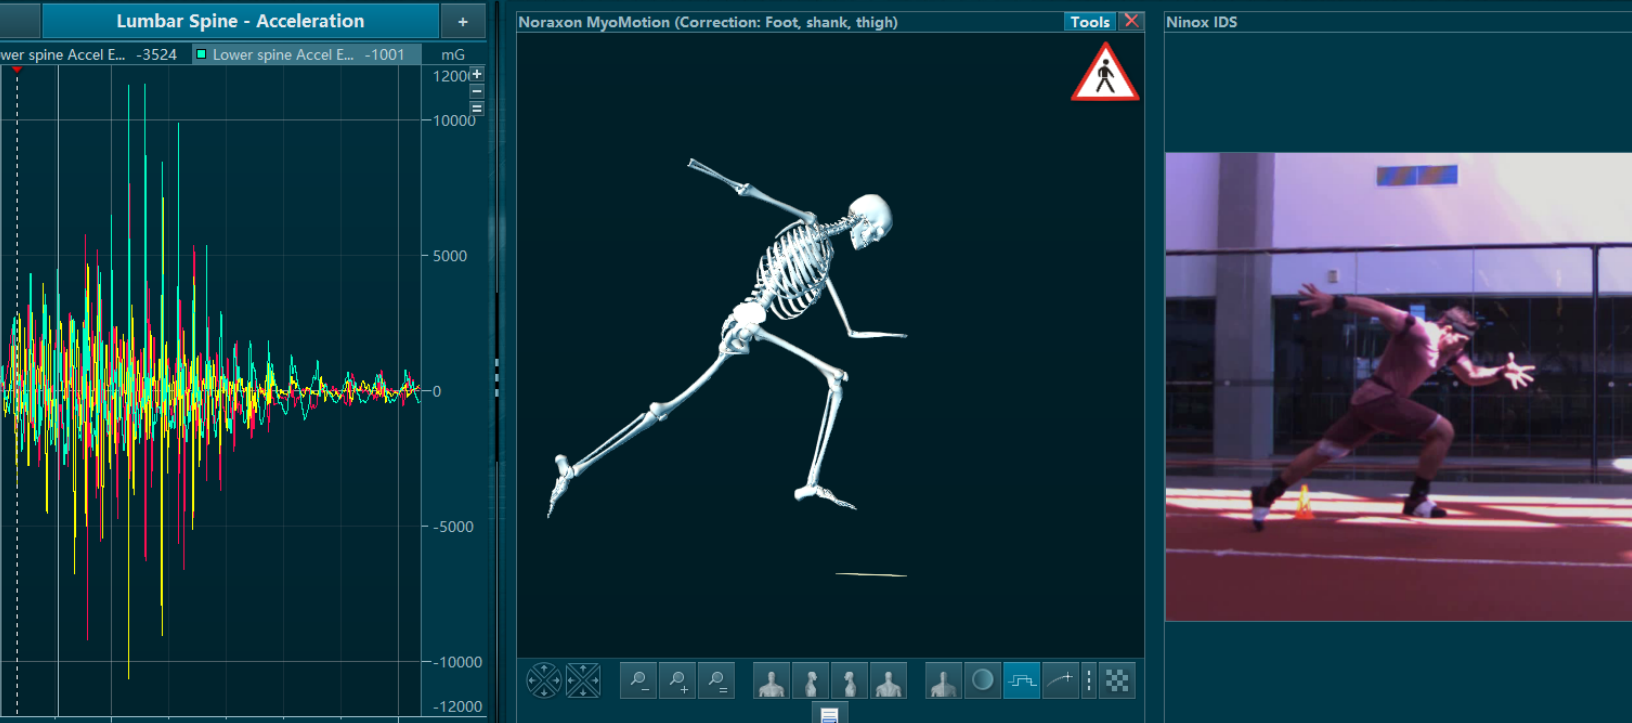 Lumbar Spine - Acceleration
+
wer spine Accel E... -3524
Lower spine Accel E... -1001
mG
12000
10000
5000
0
-5000
-10000
-12000
Noraxon MyoMotion (Correction: Foot, shank, thigh)
Tools
Ninox IDS